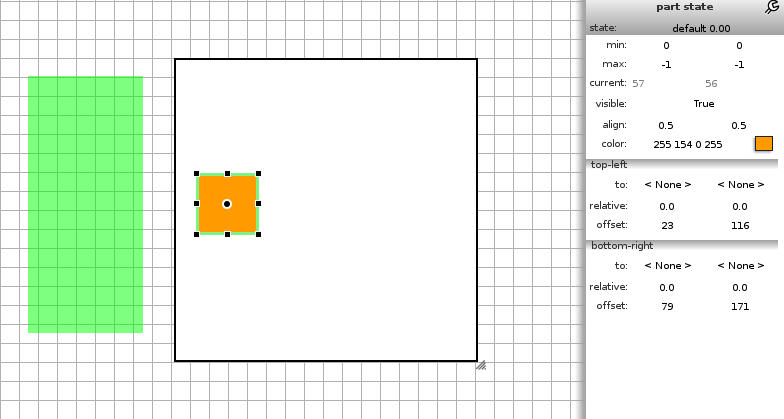 part state
state: default 0.00
min: 0 0
max: -1 -1
current: 57 56
visible: True
align: 0.5 0.5
color: 255 154 0 255
top-left
to: < None > < None >
relative: 0.0 0.0
offset: 23 116
bottom-right
to: < None > < None >
relative: 0.0 0.0
offset: 79 171